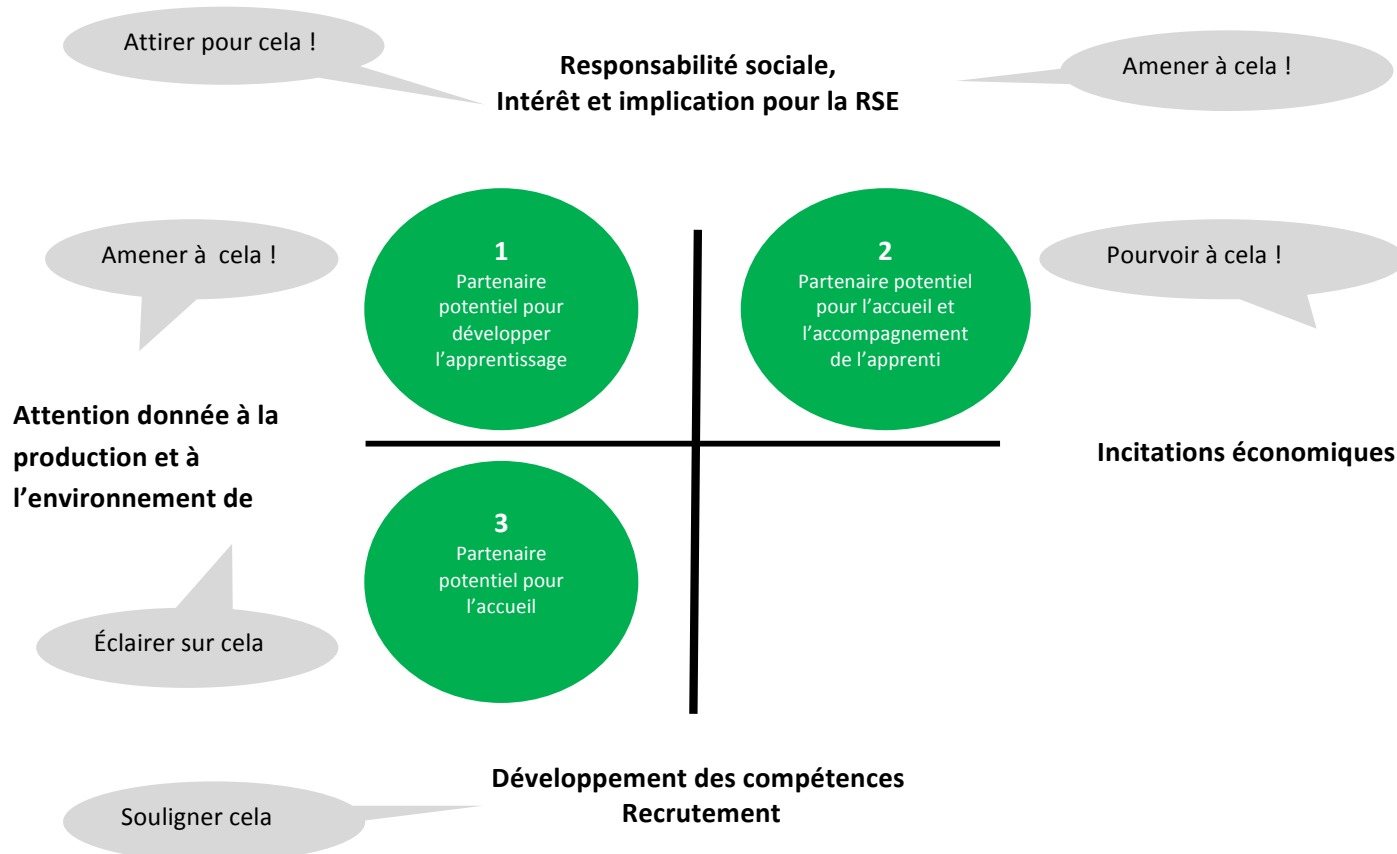 Attirer pour cela !
Responsabilité sociale,
Intérêt et implication pour la RSE
Amener à cela !
Amener à  cela !
1
Partenaire
potentiel pour
développer
l’apprentissage
2
Partenaire potentiel
pour l’accueil et
l’accompagnement
de l’apprenti
Pourvoir à cela !
Attention donnée à la
production et à
l’environnement de
Incitations économiques
3
Partenaire
potentiel pour
l’accueil
Éclairer sur cela
Développement des compétences
Recrutement
Souligner cela